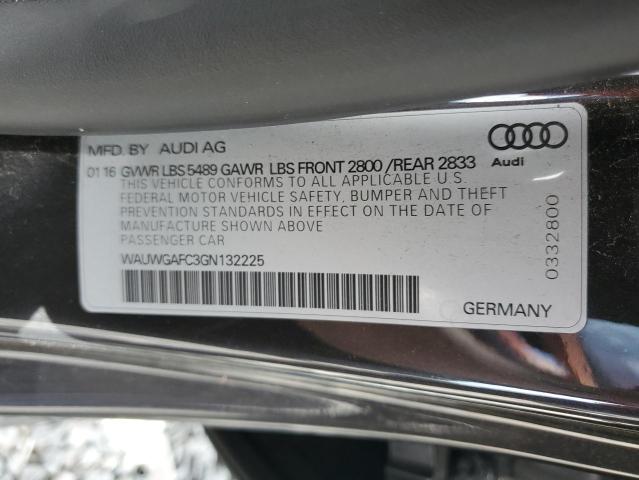 MFD. BY AUDI AG
Audi
01 16 GVWR LBS 5489 GAWR LBS FRONT 2800 /REAR 2833
THIS VEHICLE CONFORMS TO ALL APPLICABLE U.S.
FEDERAL MOTOR VEHICLE SAFETY, BUMPER AND THEFT
PREVENTION STANDARDS IN EFFECT ON THE DATE OF
MANUFACTURE SHOWN ABOVE
PASSENGER CAR
WAUWGAFC3GN132225
GERMANY
0332800